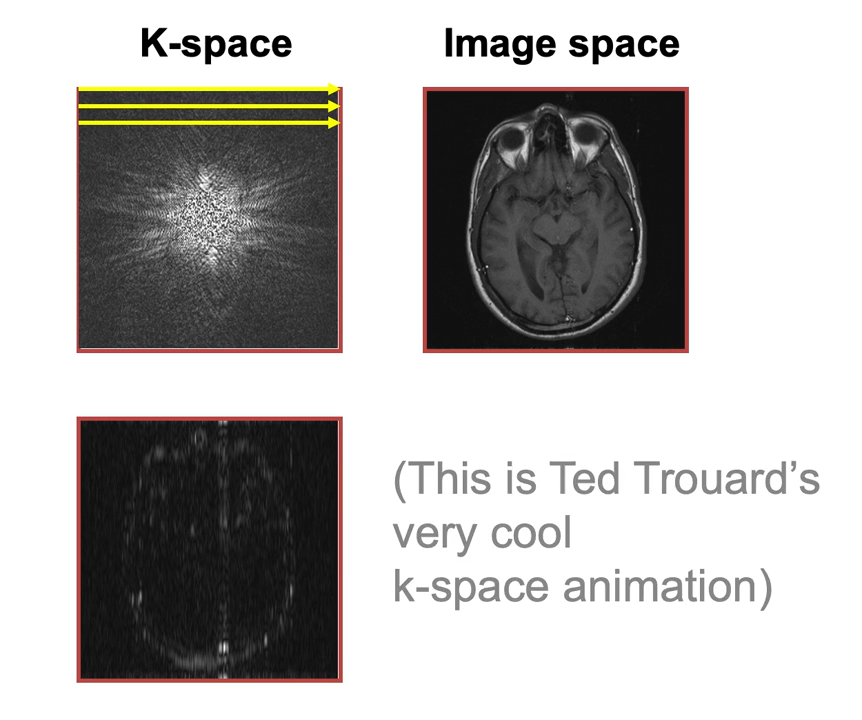 K-space
Image space
(This is Ted Trouard’s
very cool
k-space animation)